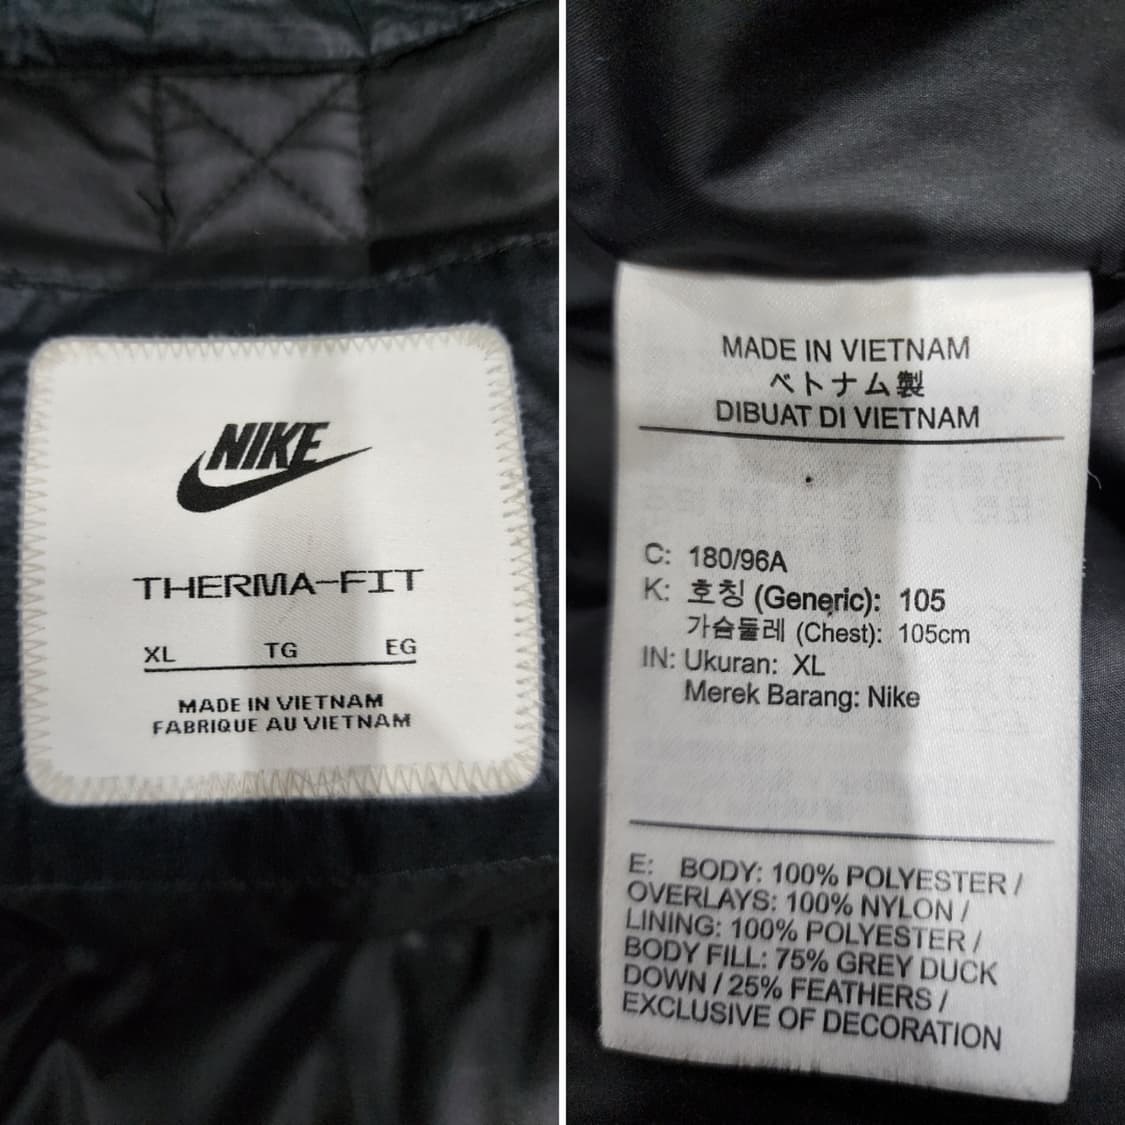 NIKE
THERMA-FIT
XL TG EG
MADE IN VIETNAM
FABRIQUE AU VIETNAM
MADE IN VIETNAM
ベトナム製
DIBUAT DI VIETNAM
C: 180/96A
K: 호칭 (Generic): 105
가슴둘레 (Chest): 105cm
IN: Ukuran: XL
Merek Barang: Nike
E: BODY: 100% POLYESTER /
OVERLAYS: 100% NYLON /
LINING: 100% POLYESTER /
BODY FILL: 75% GREY DUCK
DOWN / 25% FEATHERS /
EXCLUSIVE OF DECORATION